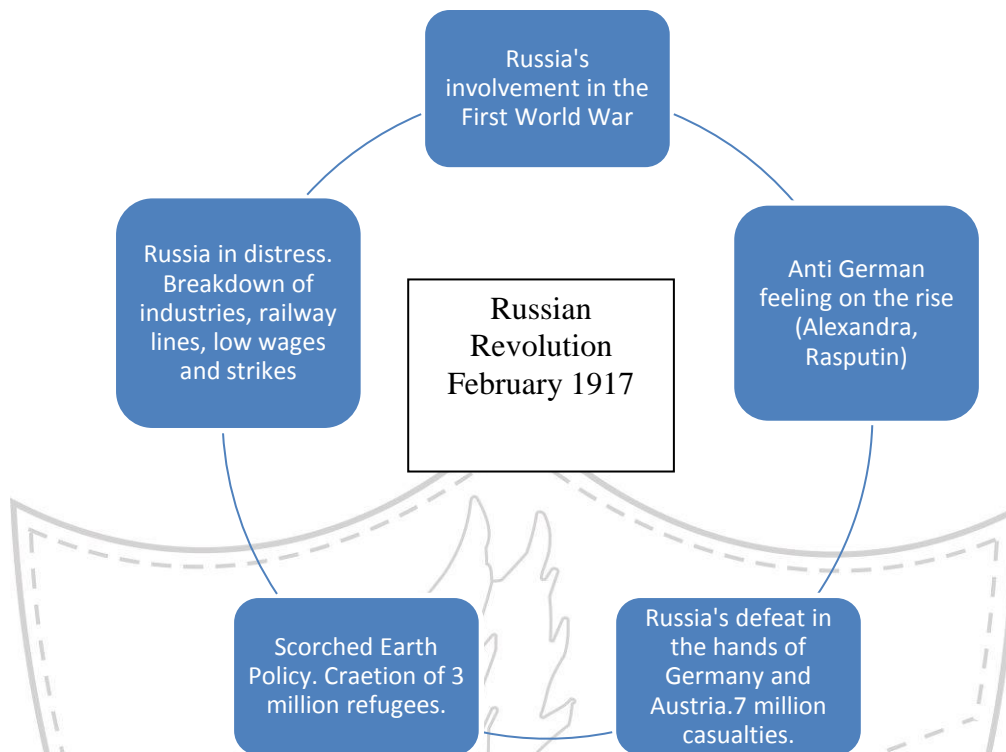 Russia's
involvement in the
First World War
Anti German
feeling on the rise
(Alexandra,
Rasputin)
Russia's defeat in
the hands of
Germany and
Austria.7 million
casualties.
Scorched Earth
Policy. Craetion of 3
million refugees.
Russia in distress.
Breakdown of
industries, railway
lines, low wages
and strikes
Russian
Revolution
February 1917